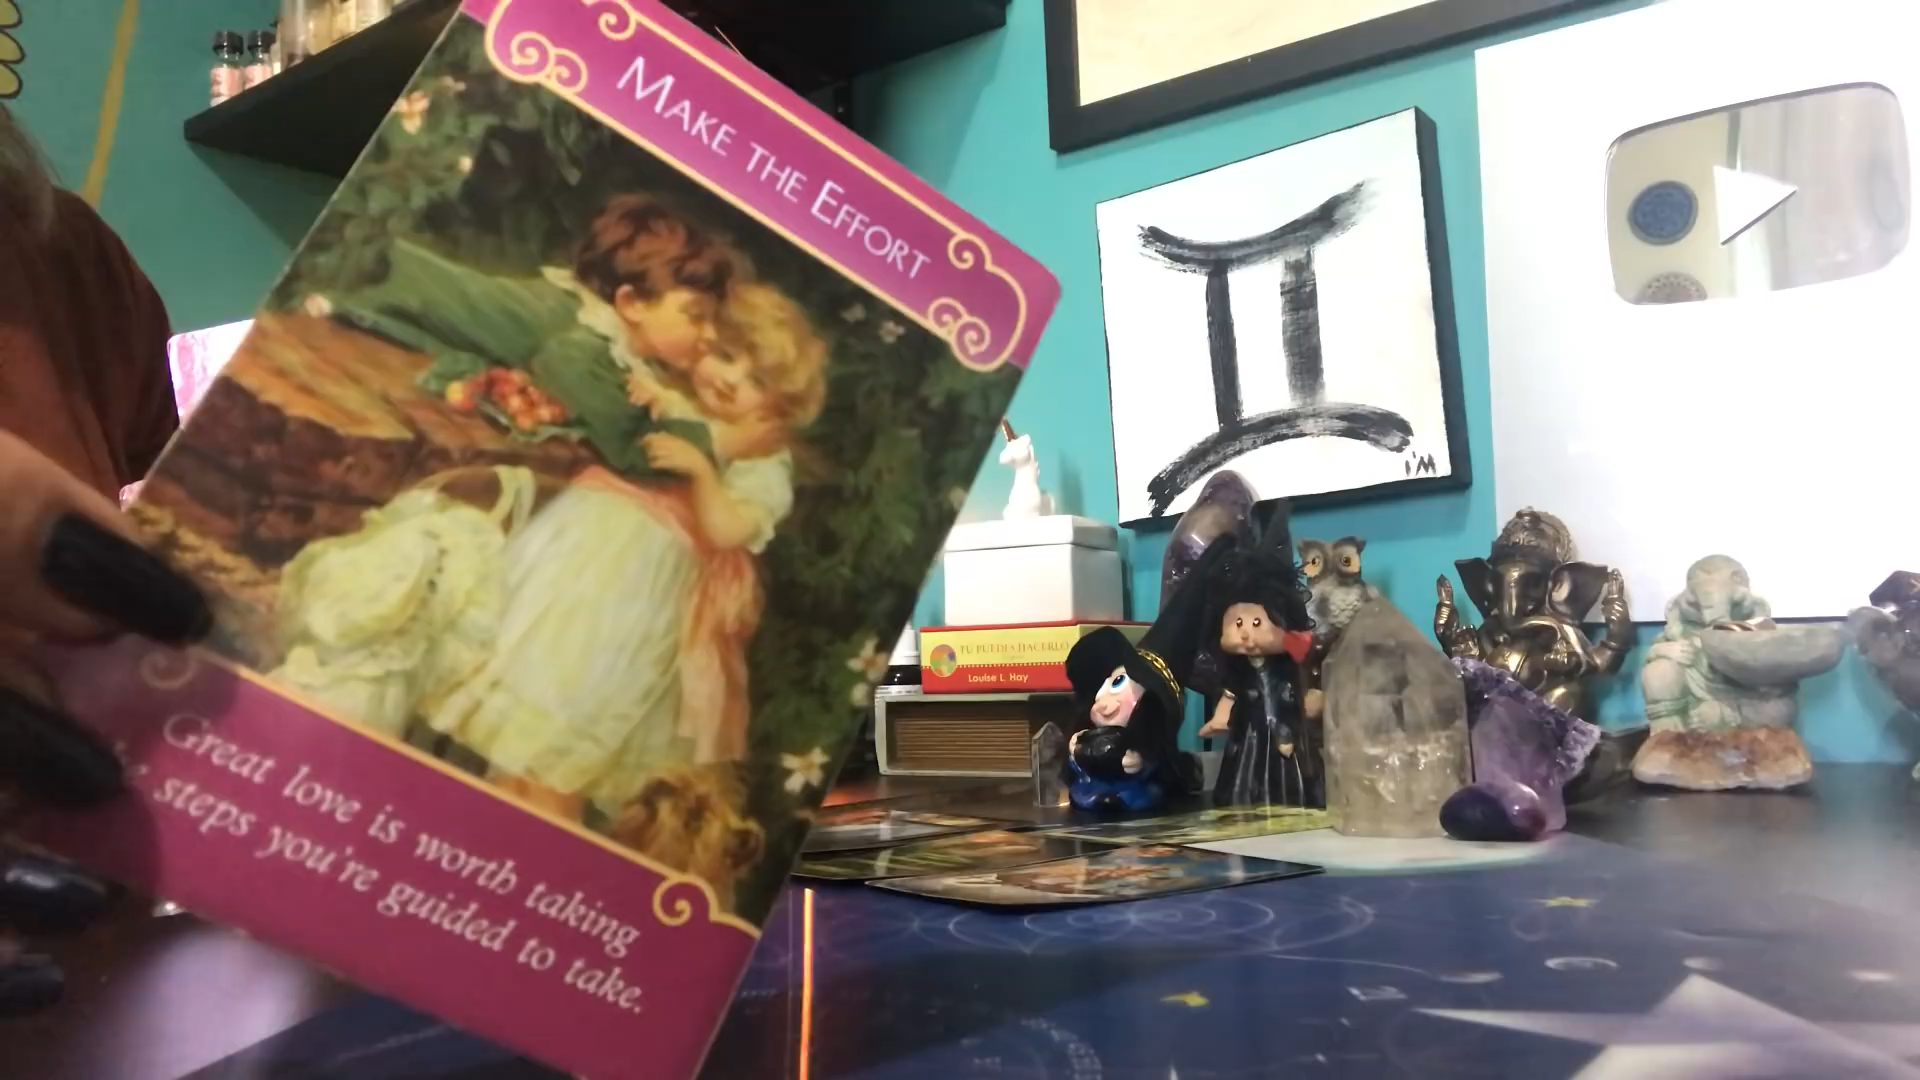 MAKE THE EFFORT
Great love is worth taking
steps you're guided to take.
I'M
TU PUEDES HACERLO
Louise L. Hay